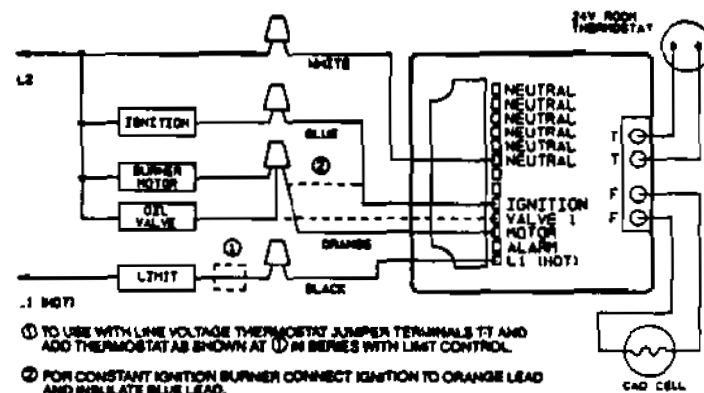 24V ROOM
THERMOSTAT
L2
WHITE
IGNITION
BLUE
BURNER
MOTOR
②
OIL
VALVE
ORANGE
①
LIMIT
BLACK
L1 (HOT)
NEUTRAL
NEUTRAL
NEUTRAL
NEUTRAL
NEUTRAL
NEUTRAL
IGNITION
VALVE 1
MOTOR
ALARM
L1 (HOT)
T
T
F
F
CAD CELL
① TO USE WITH LINE VOLTAGE THERMOSTAT JUMPER TERMINALS T-T AND
ADD THERMOSTAT AS SHOWN AT ① IN SERIES WITH LIMIT CONTROL.
② FOR CONSTANT IGNITION BURNER CONNECT IGNITION TO ORANGE LEAD
AND INSULATE BLUE LEAD.